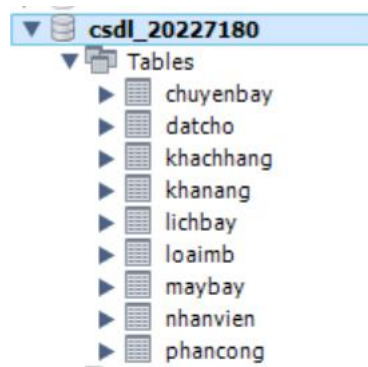 csdl_20227180
Tables
chuyenbay
datcho
khachhang
khanang
lichbay
loaimb
maybay
nhanvien
phancong